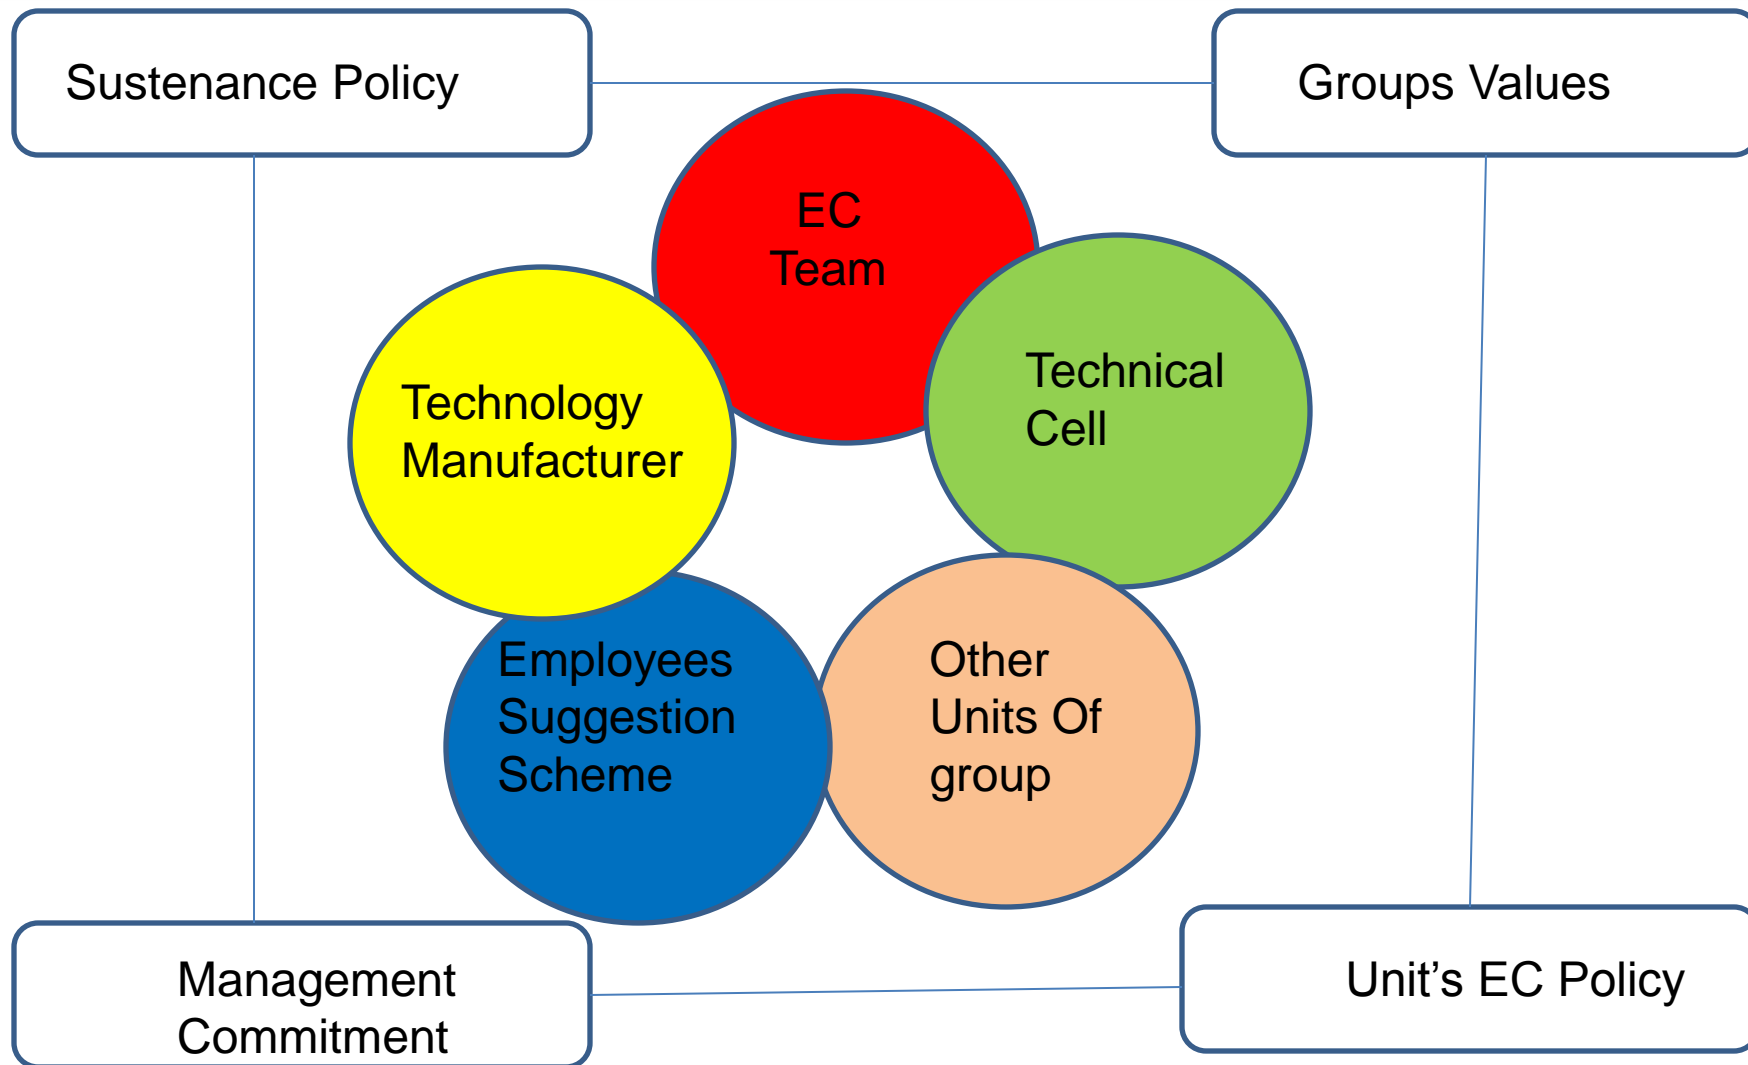 Sustenance Policy
Groups Values
EC
Team
Technical
Cell
Technology
Manufacturer
Employees
Suggestion
Scheme
Other
Units Of
group
Management
Commitment
Unit’s EC Policy